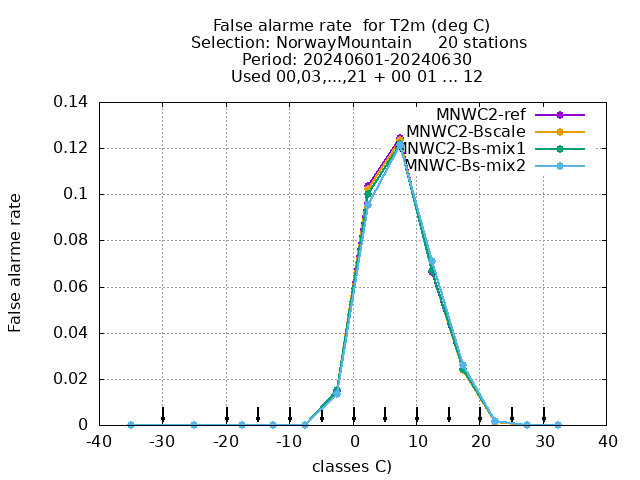 False alarme rate  for T2m (deg C)
Selection: NorwayMountain     20 stations
Period: 20240601-20240630
Used 00,03,...,21 + 00 01 ... 12
0.14
0.12
0.1
0.08
0.06
0.04
0.02
0
False alarme rate
MNWC2-ref
MNWC2-Bscale
MNWC2-Bs-mix1
MNWC-Bs-mix2
-40 -30 -20 -10 0 10 20 30 40
classes C)